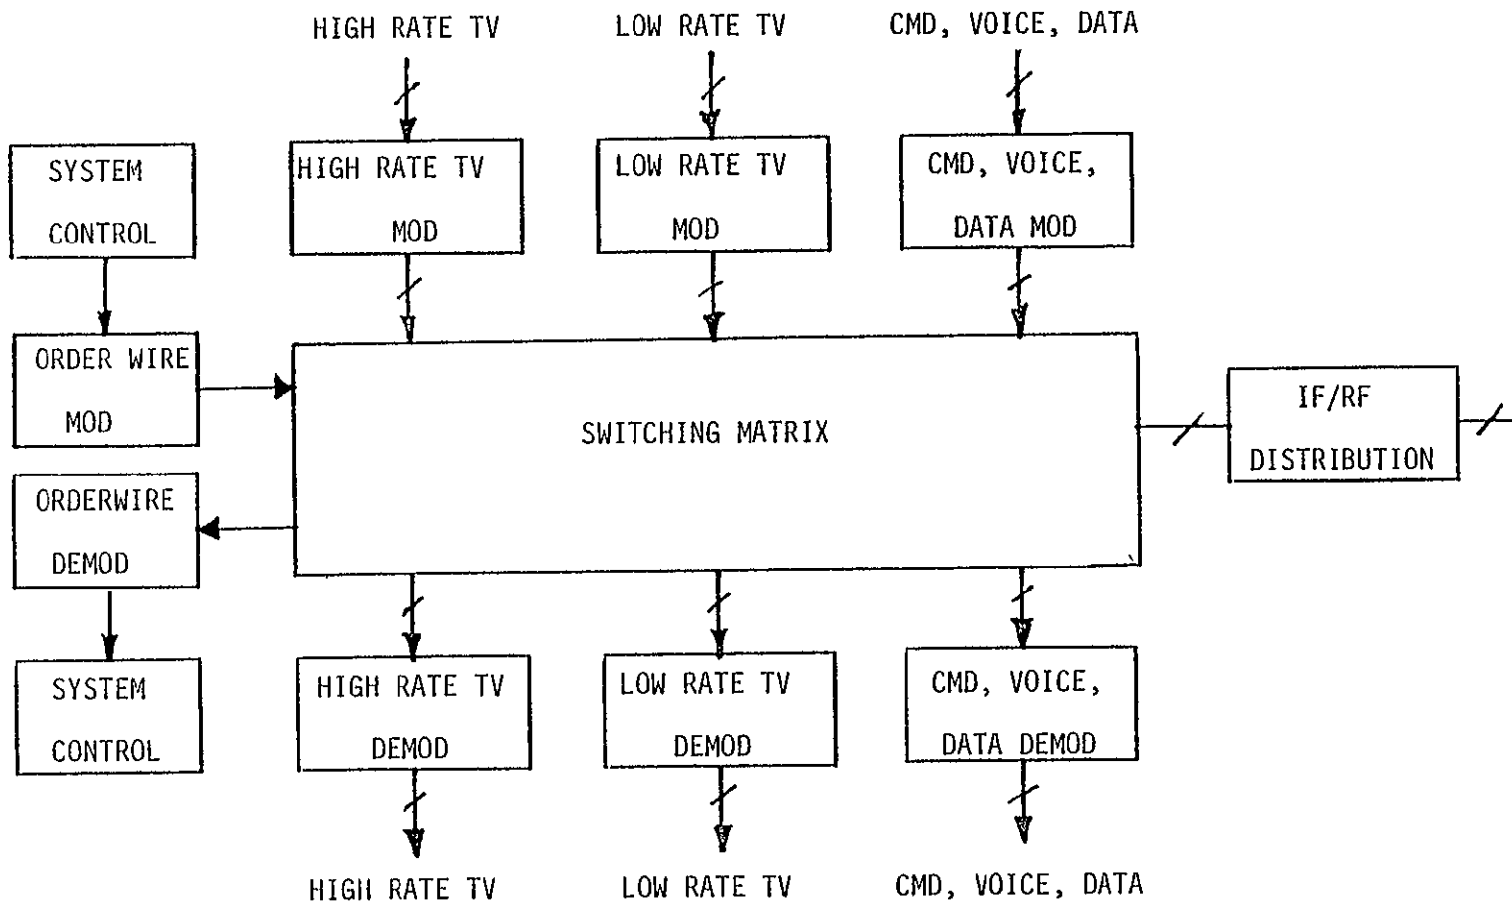 HIGH RATE TV
LOW RATE TV
CMD, VOICE, DATA
SYSTEM
CONTROL
HIGH RATE TV
MOD
LOW RATE TV
MOD
CMD, VOICE,
DATA MOD
ORDER WIRE
MOD
SWITCHING MATRIX
IF/RF
DISTRIBUTION
ORDERWIRE
DEMOD
SYSTEM
CONTROL
HIGH RATE TV
DEMOD
LOW RATE TV
DEMOD
CMD, VOICE,
DATA DEMOD
HIGH RATE TV
LOW RATE TV
CMD, VOICE, DATA